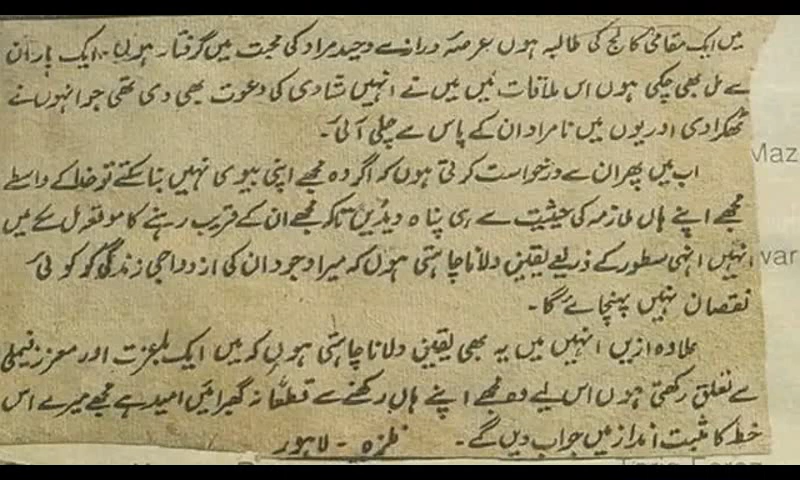 میں ایک مقامی کالج کی طالبہ ہوں عرصہ دراز سے وحید مراد کی محبت میں گرفتار ہوں۔ ایک بار ان
سے مل بھی چکی ہوں اس ملاقات میں میں نے انہیں شادی کی دعوت بھی دی تھی جو انہوں نے
ٹھکرا دی اور یوں میں نامراد ان کے پاس سے چلی آئی۔
اب میں پھر ان سے درخواست کرتی ہوں کہ اگر وہ مجھے اپنی بیوی نہیں بنا سکتے تو خدا کے واسطے
مجھے اپنے ہاں ملازمہ کی حیثیت سے ہی پناہ دیدیں تاکہ مجھے ان کے قریب رہنے کا موقعہ مل سکے میں
انہیں انہی سطور کے ذریعے یقین دلانا چاہتی ہوں کہ میرا وجود ان کی ازدواجی زندگی کو کوئی
نقصان نہیں پہنچائے گا۔
علاوہ ازیں انہیں میں یہ بھی یقین دلانا چاہتی ہوں کہ میں ایک باعزت اور معزز فیملی
سے تعلق رکھتی ہوں اس لیے وہ مجھے اپنے ہاں رکھنے سے قطعاً نہ گھبرائیں امید ہے مجھے میرے اس
خط کا مثبت انداز میں جواب دیں گے۔ لاہور
Maz
war